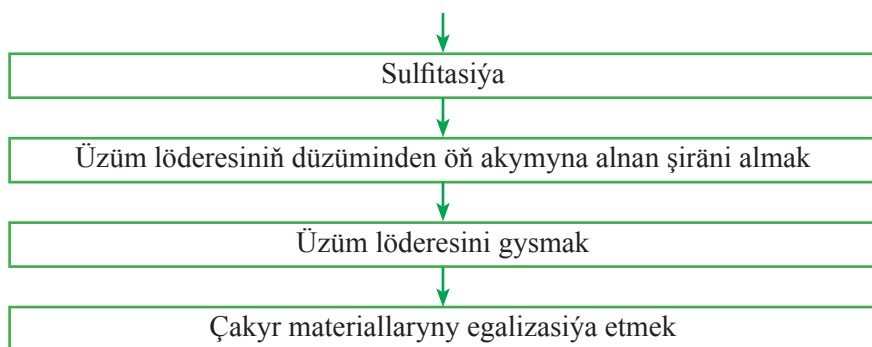 Sulfitasiýa
Üzüm löderesiniň düzüminden öň akymyna alnan şiräni almak
Üzüm löderesini gysmak
Çakyr materiallaryny egalizasiýa etmek